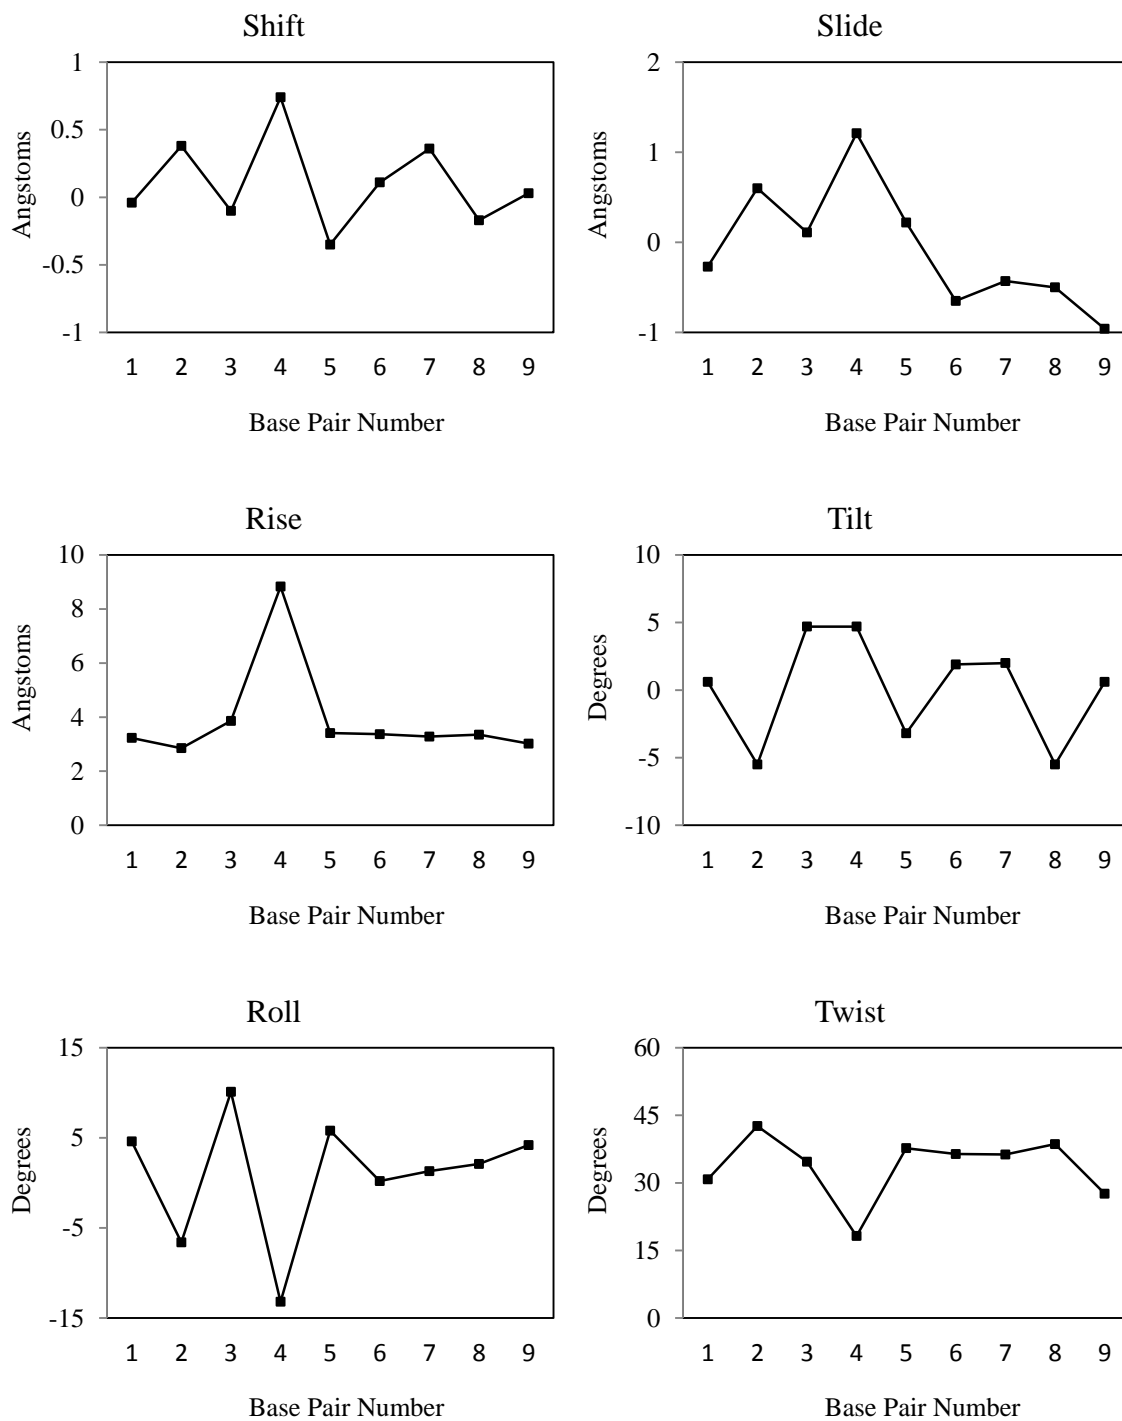 Shift
1
0.5
0
-0.5
-1
Angstoms
1 2 3 4 5 6 7 8 9
Base Pair Number
Slide
2
1
0
-1
Angstoms
1 2 3 4 5 6 7 8 9
Base Pair Number
Rise
10
8
6
4
2
0
Angstoms
1 2 3 4 5 6 7 8 9
Base Pair Number
Tilt
10
5
0
-5
-10
Degrees
1 2 3 4 5 6 7 8 9
Base Pair Number
Roll
15
5
-5
-15
Degrees
1 2 3 4 5 6 7 8 9
Base Pair Number
Twist
60
45
30
15
0
Degrees
1 2 3 4 5 6 7 8 9
Base Pair Number